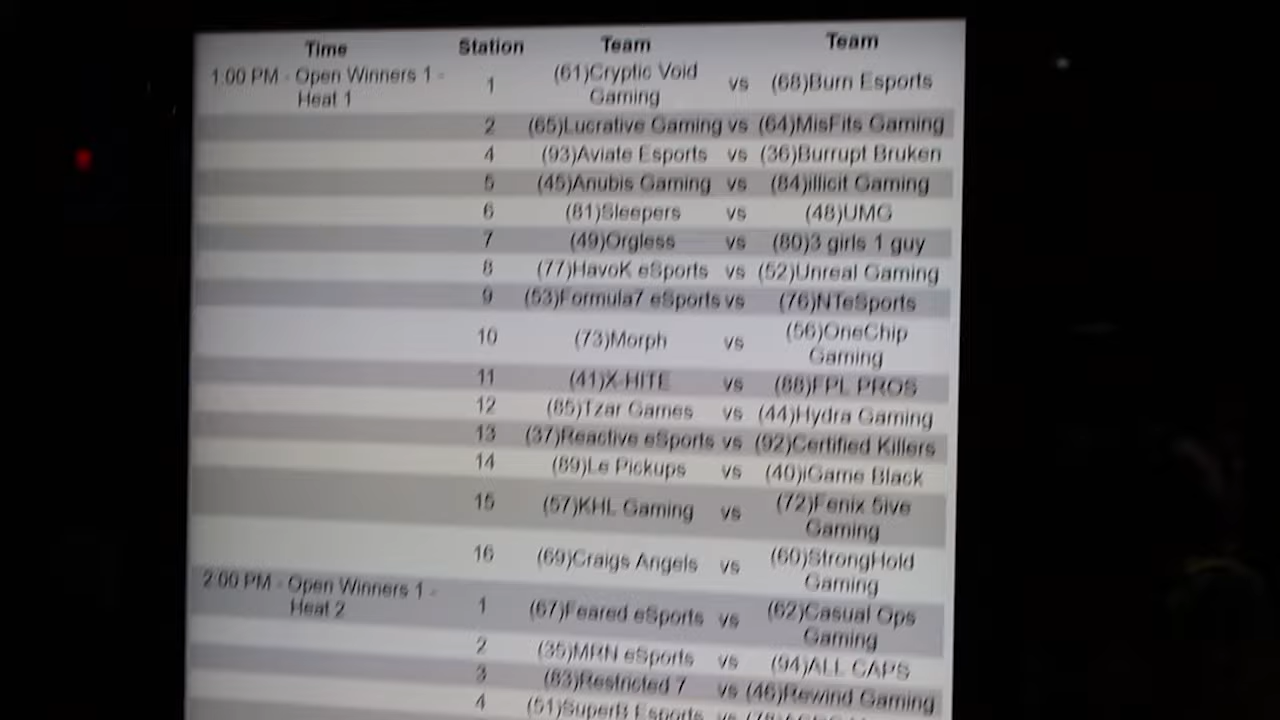 Time Station Team Team
1:00 PM - Open Winners 1 - Heat 1 1 (61)Cryptic Void Gaming vs (68)Burn Esports
2 (65)Lucrative Gaming vs (64)MisFits Gaming
4 (93)Aviate Esports vs (36)Burrupt Bruken
5 (45)Anubis Gaming vs (84)illicit Gaming
6 (81)Sleepers vs (48)UMG
7 (49)Orgless vs (80)3 girls 1 guy
8 (77)HavoK eSports vs (52)Unreal Gaming
9 (53)Formula7 eSports vs (76)NTeSports
10 (73)Morph vs (56)OneChip Gaming
11 (41)X-HITE vs (88)FPL PROS
12 (85)Tzar Games vs (44)Hydra Gaming
13 (37)Reactive eSports vs (92)Certified Killers
14 (89)Le Pickups vs (40)iGame Black
15 (57)KHL Gaming vs (72)Fenix 5ive Gaming
16 (69)Craigs Angels vs (60)StrongHold Gaming
2:00 PM - Open Winners 1 - Heat 2 1 (67)Feared eSports vs (62)Casual Ops Gaming
2 (35)MRN eSports vs (94)ALL CAPS
3 (83)Restricted 7 vs (46)Rewind Gaming
4 (51)SuperB Esports vs